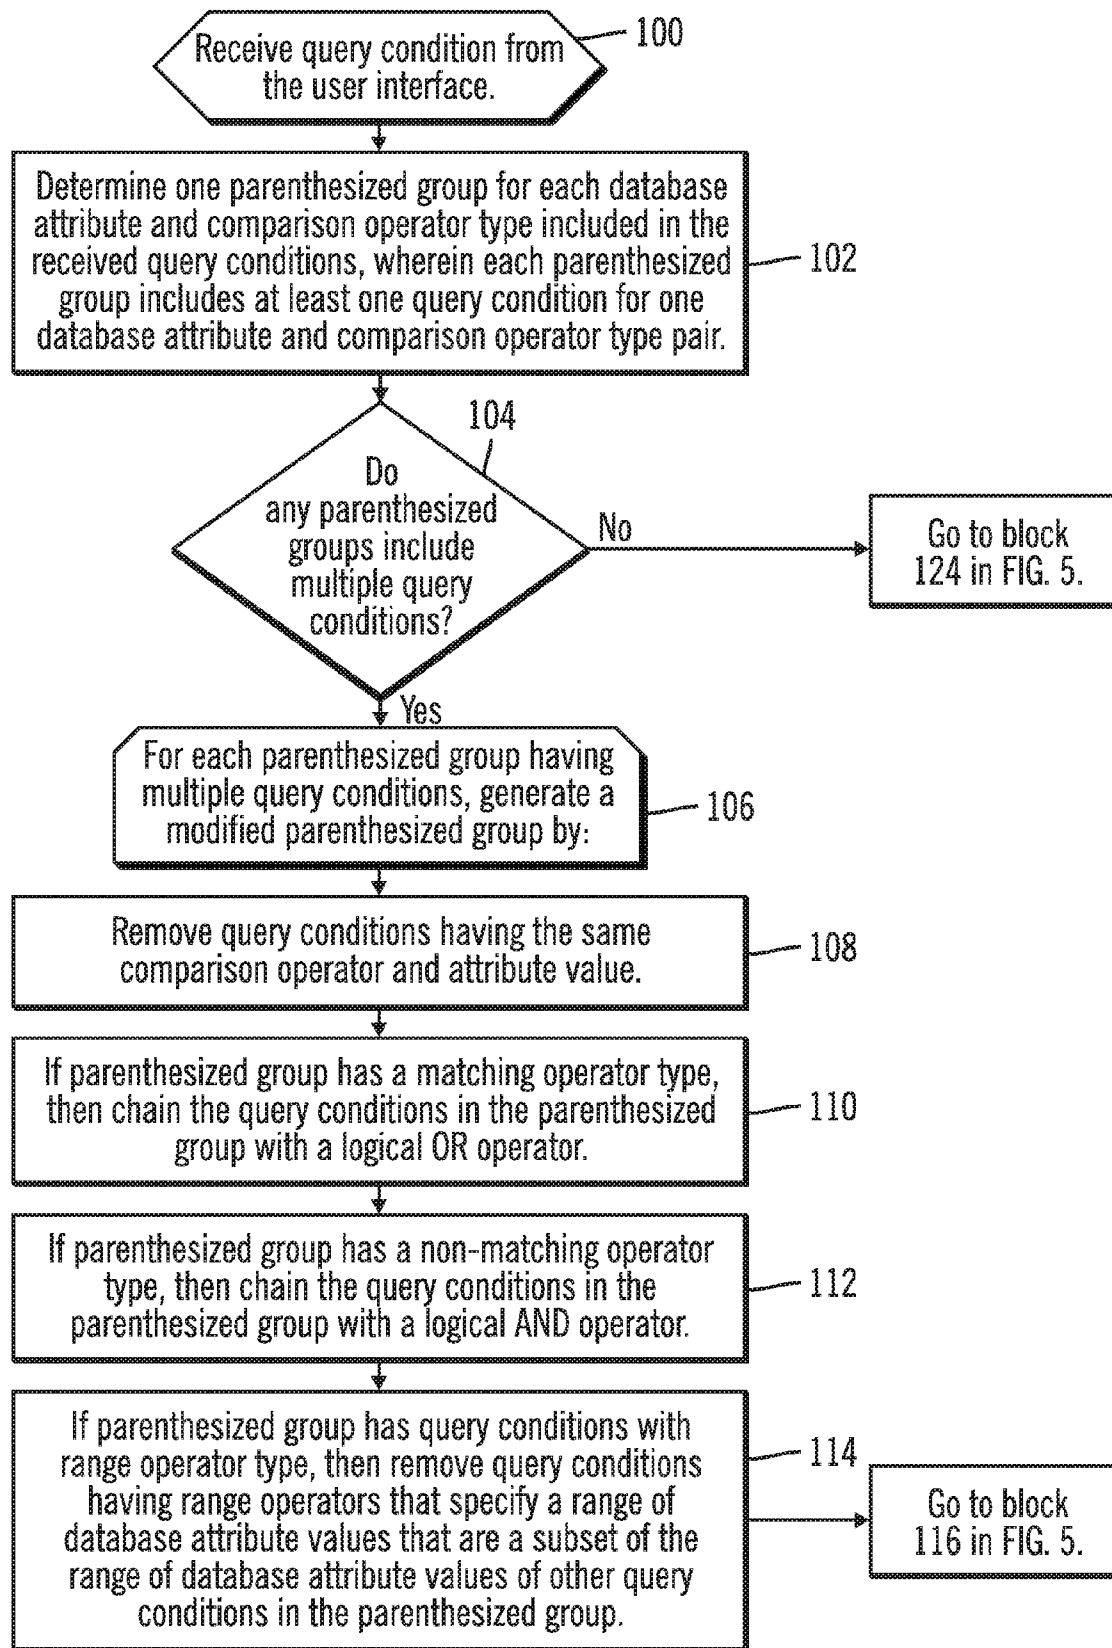 100
Receive query condition from
the user interface.
Determine one parenthesized group for each database
attribute and comparison operator type included in the
received query conditions, wherein each parenthesized
group includes at least one query condition for one
database attribute and comparison operator type pair.
102
104
Do
any parenthesized
groups include
multiple query
conditions?
No
Go to block
124 in FIG. 5.
Yes
For each parenthesized group having
multiple query conditions, generate a
modified parenthesized group by:
106
Remove query conditions having the same
comparison operator and attribute value.
108
If parenthesized group has a matching operator type,
then chain the query conditions in the parenthesized
group with a logical OR operator.
110
If parenthesized group has a non-matching operator
type, then chain the query conditions in the
parenthesized group with a logical AND operator.
112
If parenthesized group has query conditions with
range operator type, then remove query conditions
having range operators that specify a range of
database attribute values that are a subset of the
range of database attribute values of other query
conditions in the parenthesized group.
114
Go to block
116 in FIG. 5.